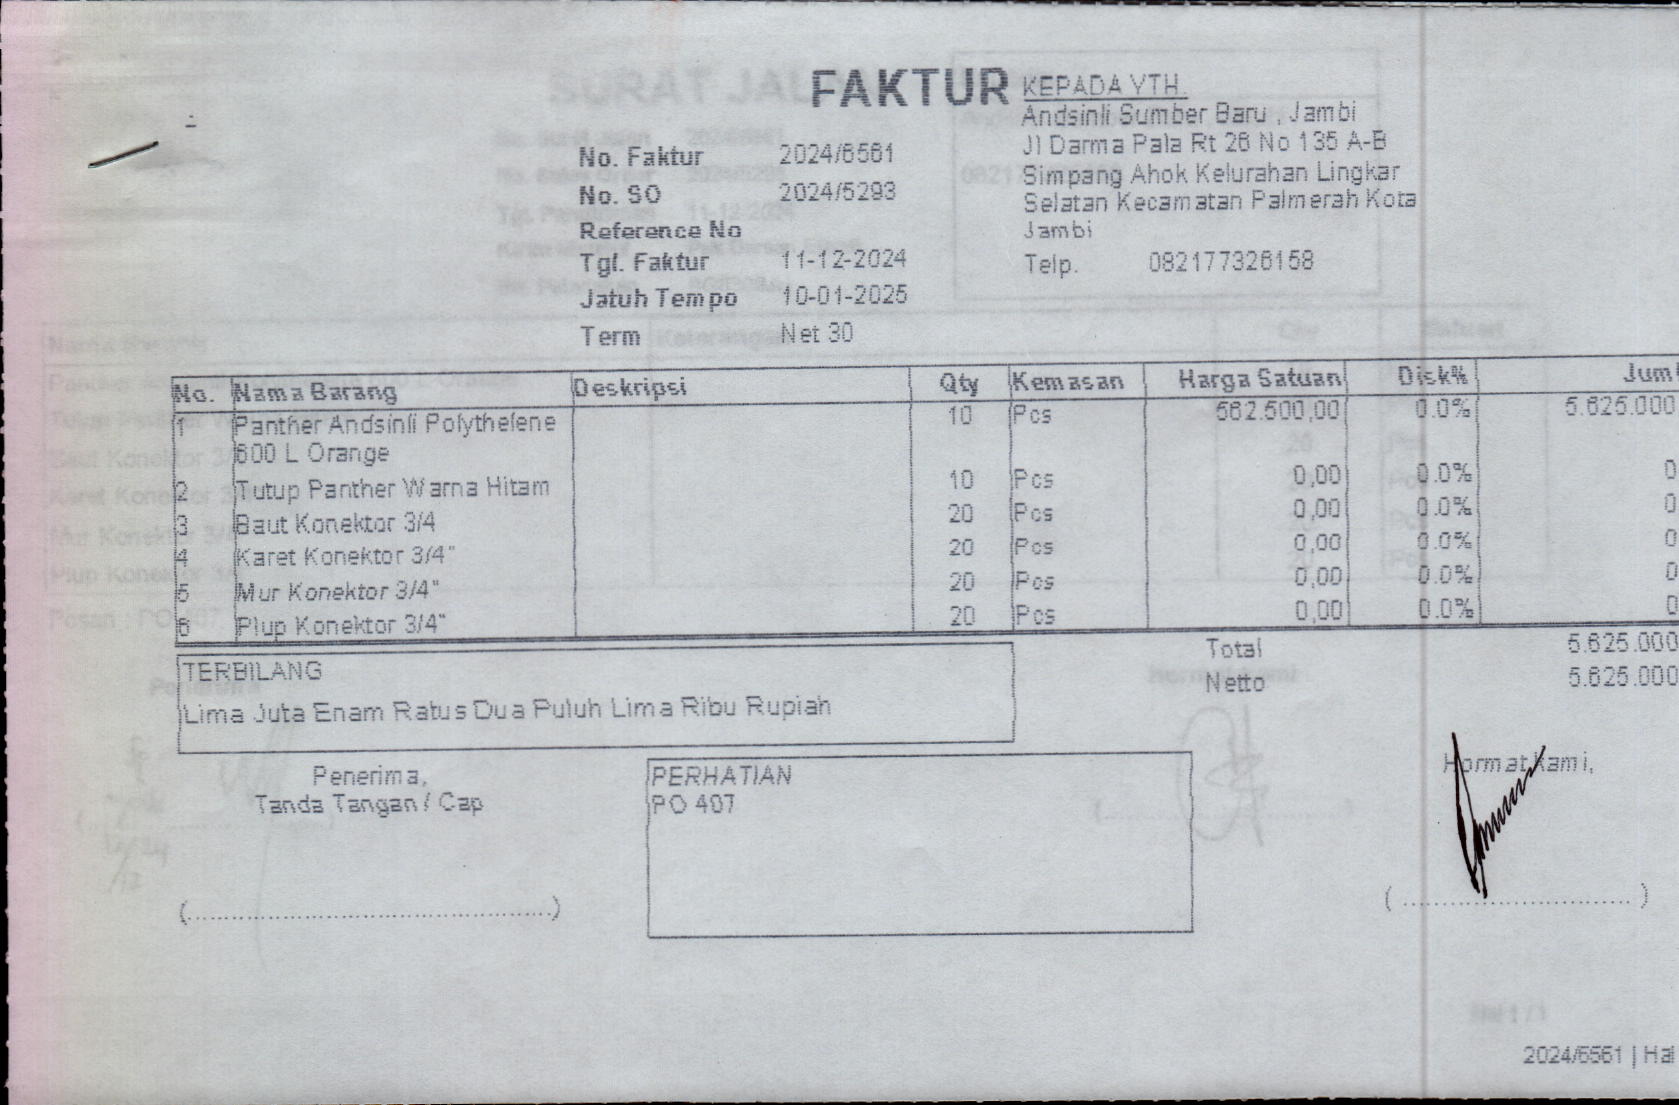 FAKTUR
No. Faktur 2024/6561
No. SO 2024/5293
Reference No
Tgl. Faktur 11-12-2024
Jatuh Tempo 10-01-2025
Term Net 30
KEPADA YTH.
Andsinli Sumber Baru , Jambi
Jl Darma Pala Rt 26 No 135 A-B
Simpang Ahok Kelurahan Lingkar
Selatan Kecamatan Palmerah Kota
Jambi
Telp. 082177326158
No. Nama Barang Deskripsi Qty Kemasan Harga Satuan Disk% Juml
1 Panther Andsinli Polythelene 10 Pcs 562.500,00 0.0% 5.625.000
600 L Orange
2 Tutup Panther Warna Hitam 10 Pcs 0,00 0.0% 0
3 Baut Konektor 3/4 20 Pcs 0,00 0.0% 0
4 Karet Konektor 3/4" 20 Pcs 0,00 0.0% 0
5 Mur Konektor 3/4" 20 Pcs 0,00 0.0% 0
6 Plup Konektor 3/4" 20 Pcs 0,00 0.0% 0
Total 5.625.000
Netto 5.625.000
TERBILANG
Lima Juta Enam Ratus Dua Puluh Lima Ribu Rupiah
Penerima,
Tanda Tangan / Cap
(................................................)
PERHATIAN
PO 407
Hormat Kami,
( .............................. )
2024/6561 | Hal